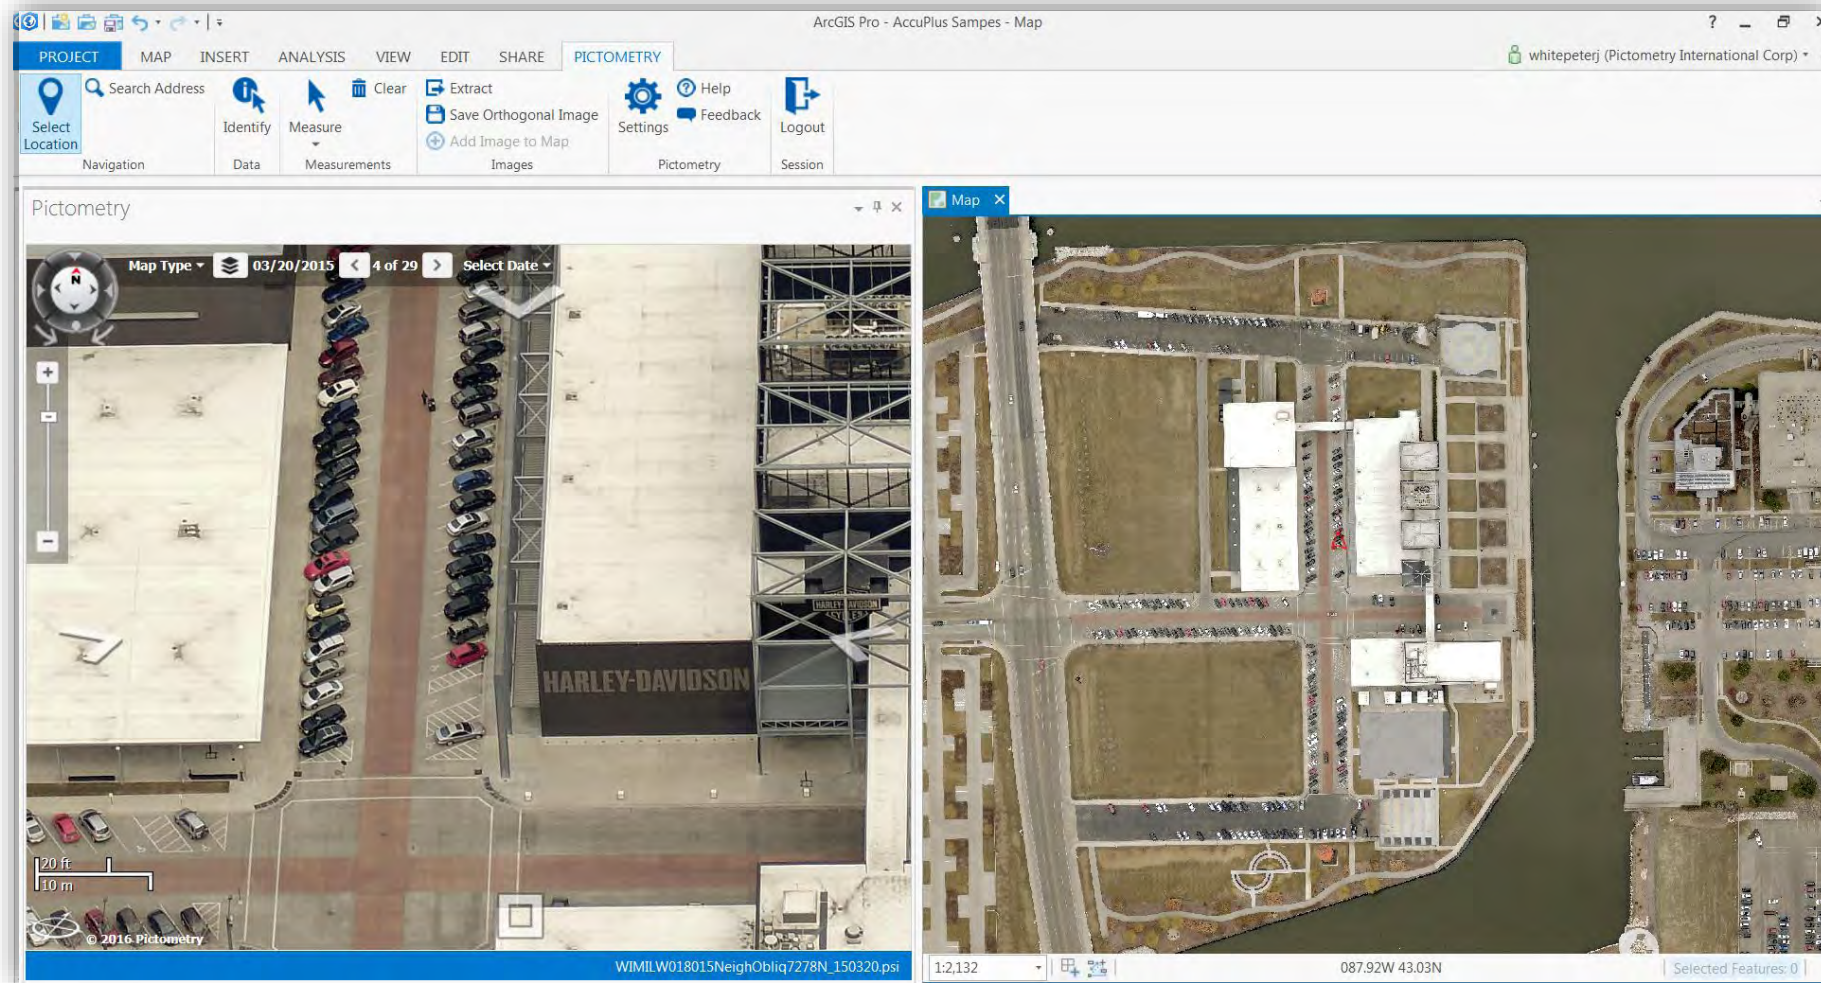 ArcGIS Pro - AccuPlus Sampes - Map
?
PROJECT MAP INSERT ANALYSIS VIEW EDIT SHARE PICTOMETRY
whitepeterj (Pictometry International Corp)
Select Location
Search Address
Navigation
Identify
Data
Measure
Clear
Measurements
Extract
Save Orthogonal Image
Add Image to Map
Images
Settings
Help
Feedback
Pictometry
Logout
Session
Pictometry
Map
N
Map Type
03/20/2015
4 of 29
Select Date
HARLEY-DAVIDSON
CYCLES
HARLEY-DAVIDSON
20 ft
10 m
© 2016 Pictometry
WIMILW018015NeighObliq7278N_150320.psi
1:2,132
087.92W 43.03N
Selected Features: 0